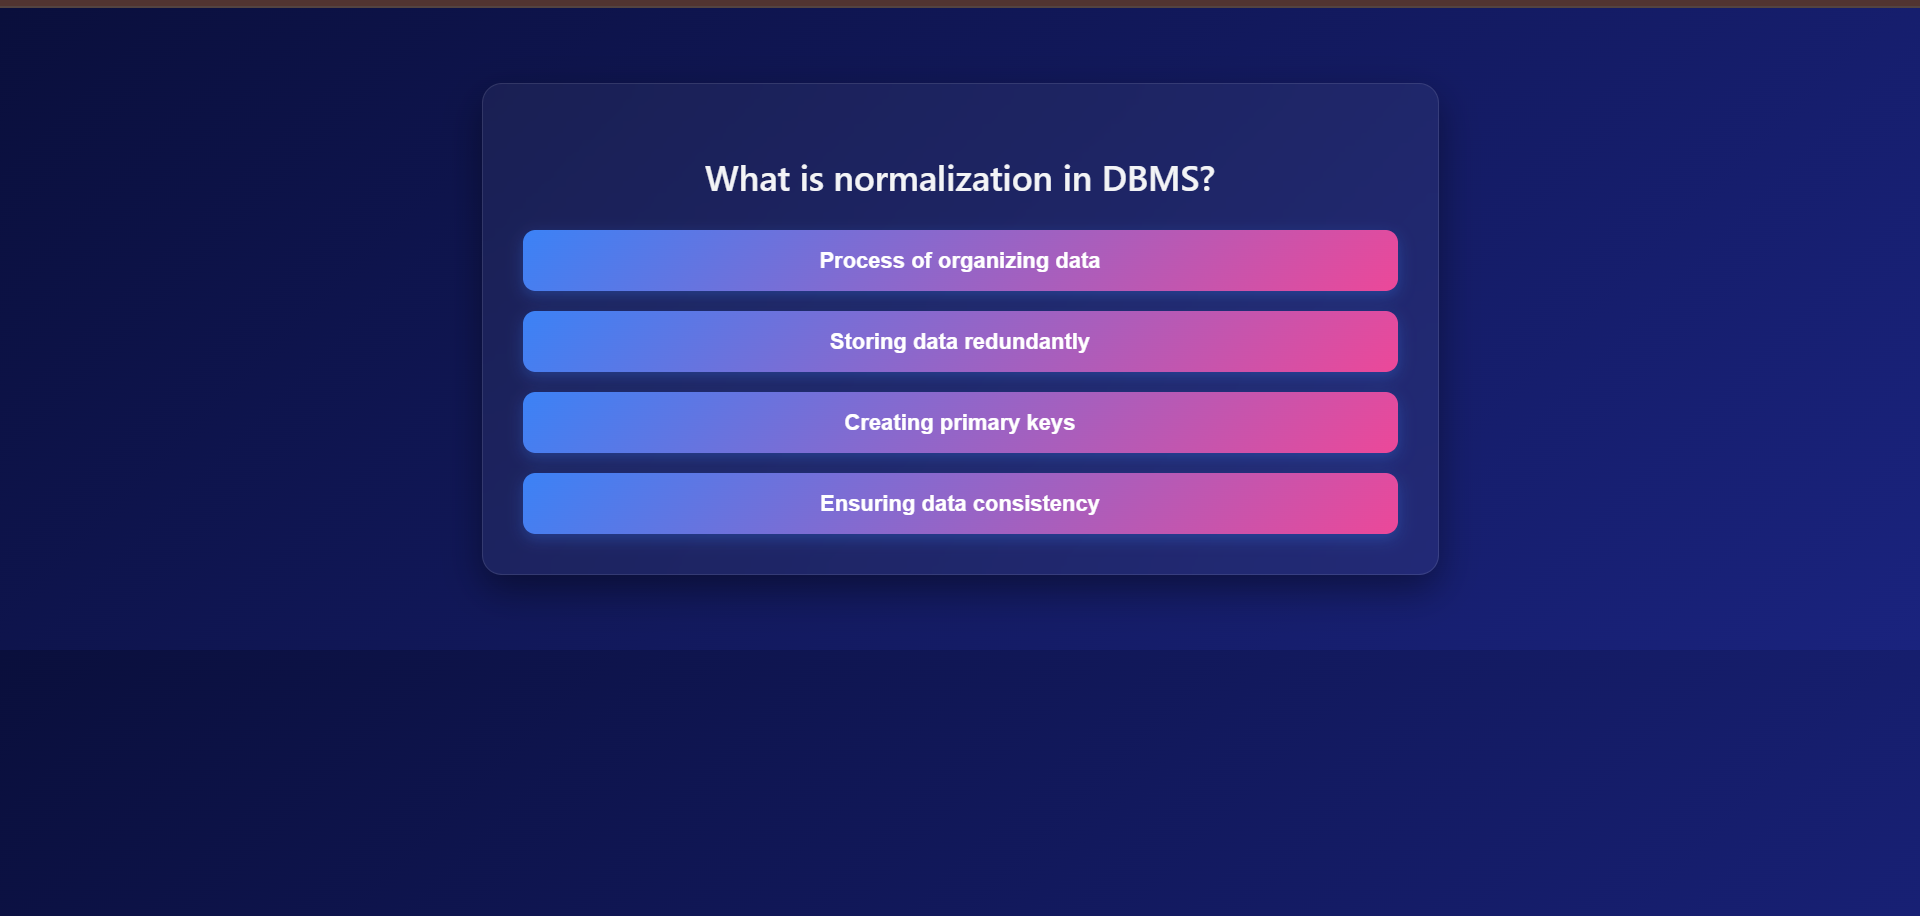 What is normalization in DBMS?
Process of organizing data
Storing data redundantly
Creating primary keys
Ensuring data consistency